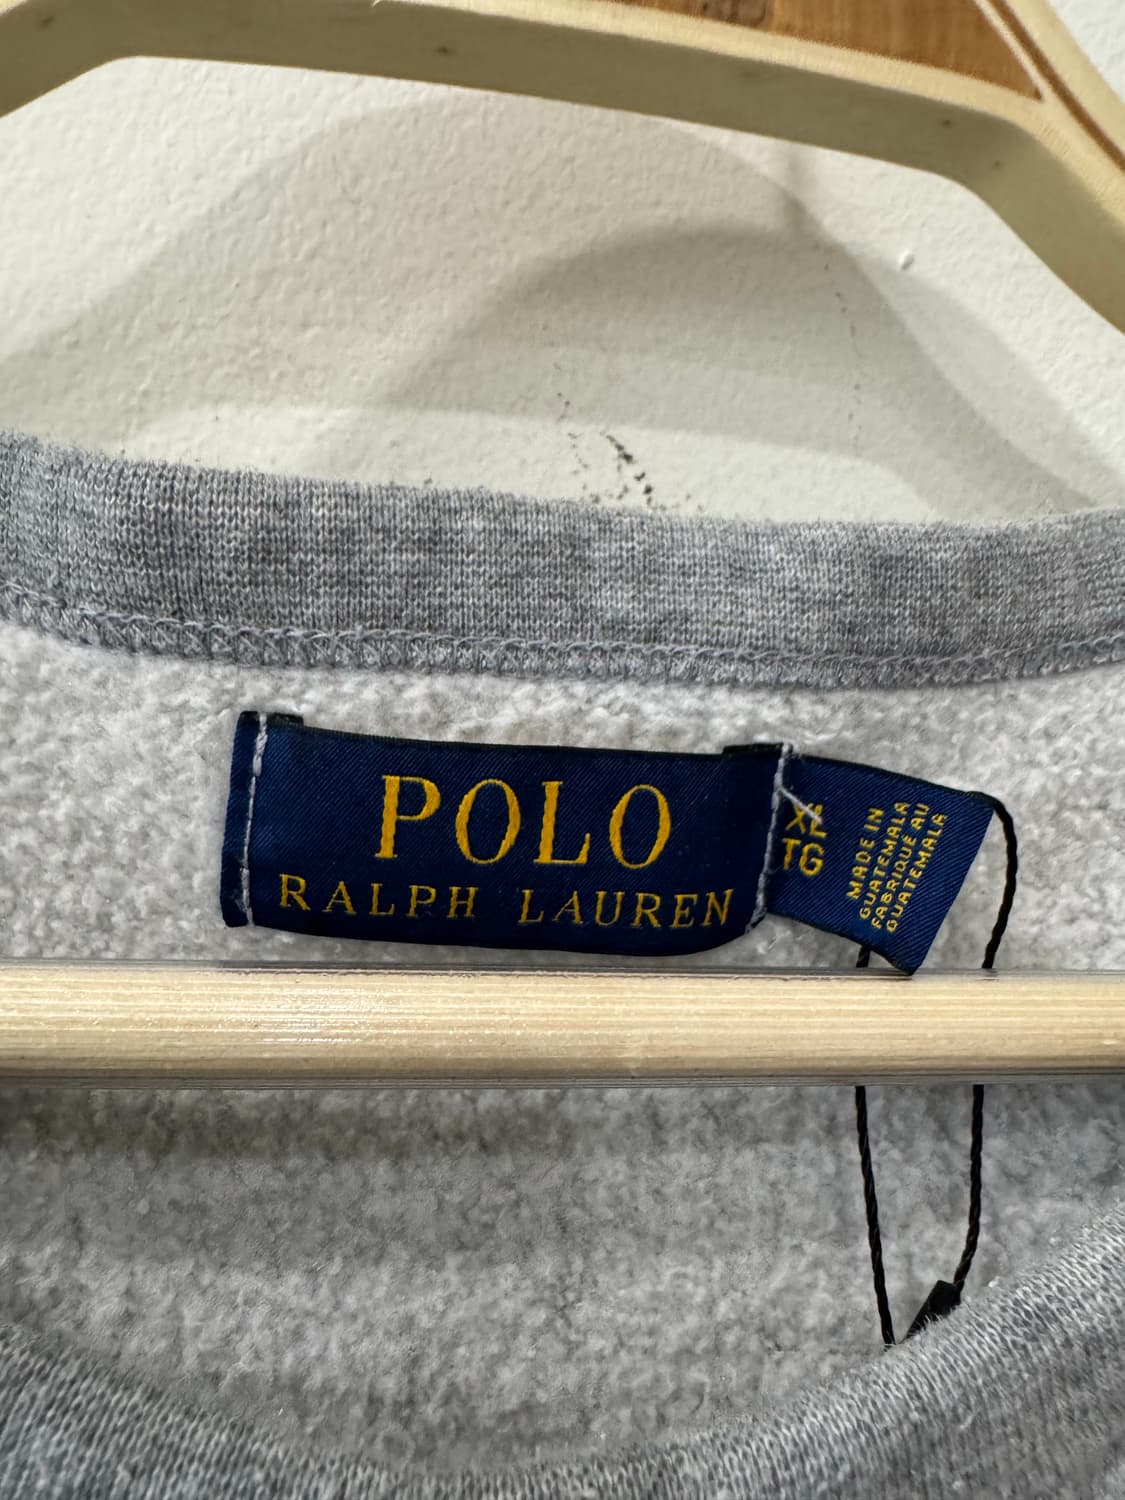 POLO
RALPH LAUREN
XL
TG
MADE IN
GUATEMALA
FABRIQUÉ AU
GUATEMALA